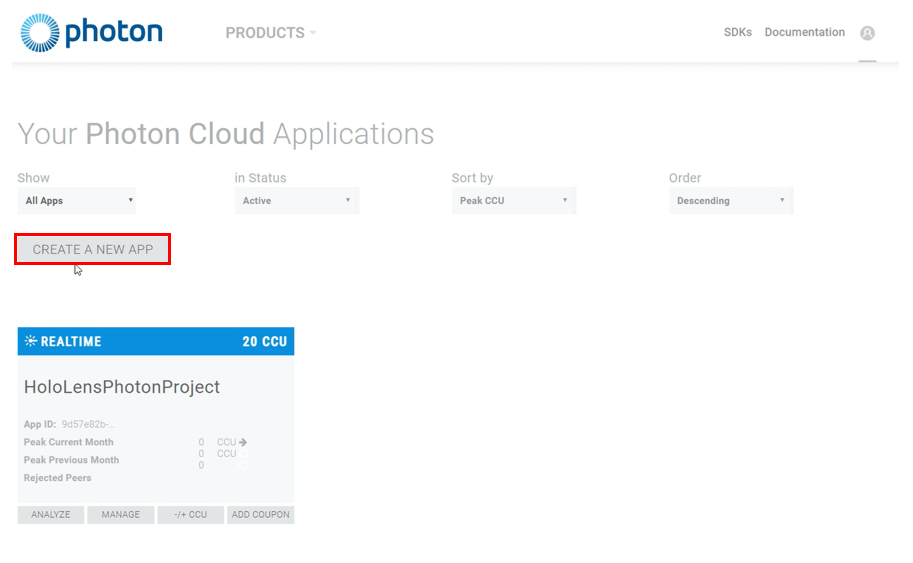 photon
PRODUCTS
SDKs Documentation
Your Photon Cloud Applications
Show in Status Sort by Order
All Apps Active Peak CCU Descending
CREATE A NEW APP
REALTIME 20 CCU
HoloLensPhotonProject
App ID: 9d57e82b-...
Peak Current Month 0 CCU
Peak Previous Month 0 CCU
Rejected Peers 0
ANALYZE MANAGE -/+ CCU ADD COUPON